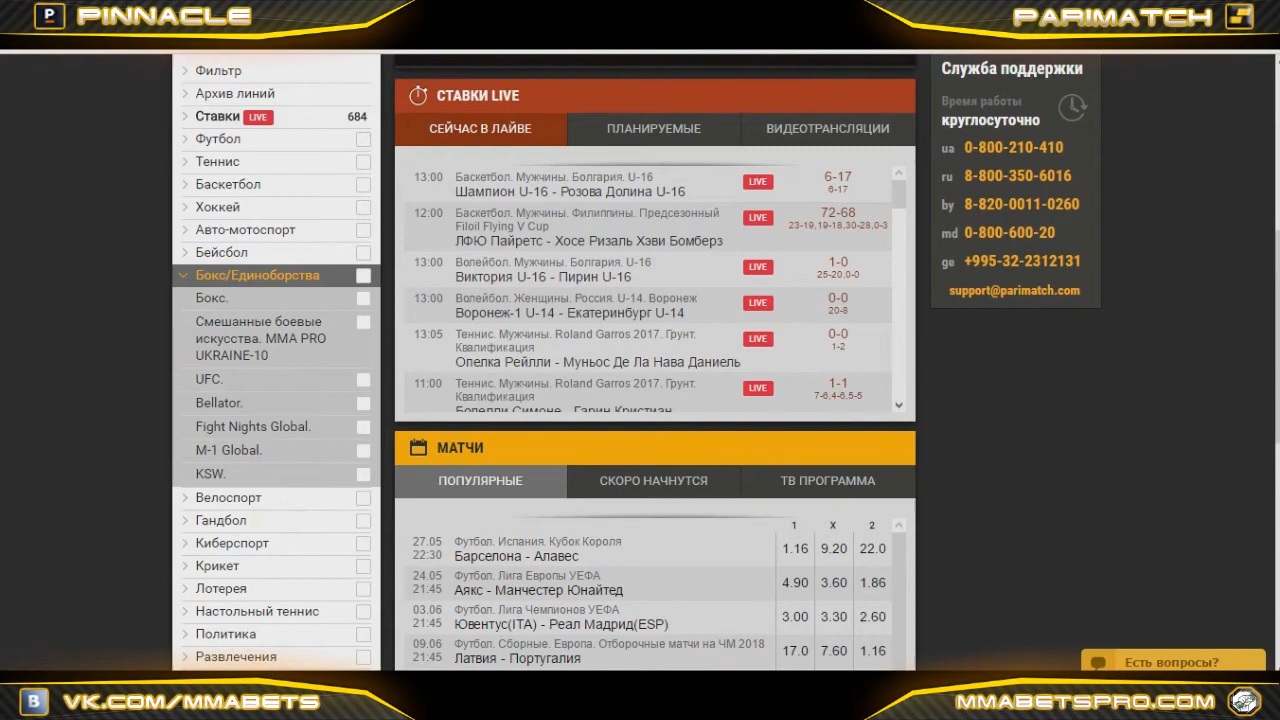 PINNACLE
PARIMATCH
Фильтр
Архив линий
Ставки LIVE 684
Футбол
Теннис
Баскетбол
Хоккей
Авто-мотоспорт
Бейсбол
Бокс/Единоборства
Бокс.
Смешанные боевые
искусства. MMA PRO
UKRAINE-10
UFC.
Bellator.
Fight Nights Global.
M-1 Global.
KSW.
Велоспорт
Гандбол
Киберспорт
Крикет
Лотерея
Настольный теннис
Политика
Развлечения
СТАВКИ LIVE
СЕЙЧАС В ЛАЙВЕ ПЛАНИРУЕМЫЕ ВИДЕОТРАНСЛЯЦИИ
13:00 Баскетбол. Мужчины. Болгария. U-16 LIVE 6-17
Шампион U-16 - Розова Долина U-16 6-17
12:00 Баскетбол. Мужчины. Филиппины. Предсезонный LIVE 72-68
Filoil Flying V Cup 23-19,19-18,30-28,0-3
ЛФЮ Пайретс - Хосе Ризаль Хэви Бомберз
13:00 Волейбол. Мужчины. Болгария. U-16 LIVE 1-0
Виктория U-16 - Пирин U-16 25-20,0-0
13:00 Волейбол. Женщины. Россия. U-14. Воронеж LIVE 0-0
Воронеж-1 U-14 - Екатеринбург U-14 20-8
13:05 Теннис. Мужчины. Roland Garros 2017. Грунт. LIVE 0-0
Квалификация 1-2
Опелка Рейлли - Муньос Де Ла Нава Даниель
11:00 Теннис. Мужчины. Roland Garros 2017. Грунт. LIVE 1-1
Квалификация 7-6,4-6,5-5
Болелли Симоне - Гарин Кристиан
МАТЧИ
ПОПУЛЯРНЫЕ СКОРО НАЧНУТСЯ ТВ ПРОГРАММА
1 X 2
27.05 Футбол. Испания. Кубок Короля
22:30 Барселона - Алавес 1.16 9.20 22.0
24.05 Футбол. Лига Европы УЕФА
21:45 Аякс - Манчестер Юнайтед 4.90 3.60 1.86
03.06 Футбол. Лига Чемпионов УЕФА
21:45 Ювентус(ITA) - Реал Мадрид(ESP) 3.00 3.30 2.60
09.06 Футбол. Сборные. Европа. Отборочные матчи на ЧМ 2018
21:45 Латвия - Португалия 17.0 7.60 1.16
Служба поддержки
Время работы
круглосуточно
ua 0-800-210-410
ru 8-800-350-6016
by 8-820-0011-0260
md 0-800-600-20
ge +995-32-2312131
support@parimatch.com
Есть вопросы?
VK.COM/MMABETS
MMABETSPRO.COM